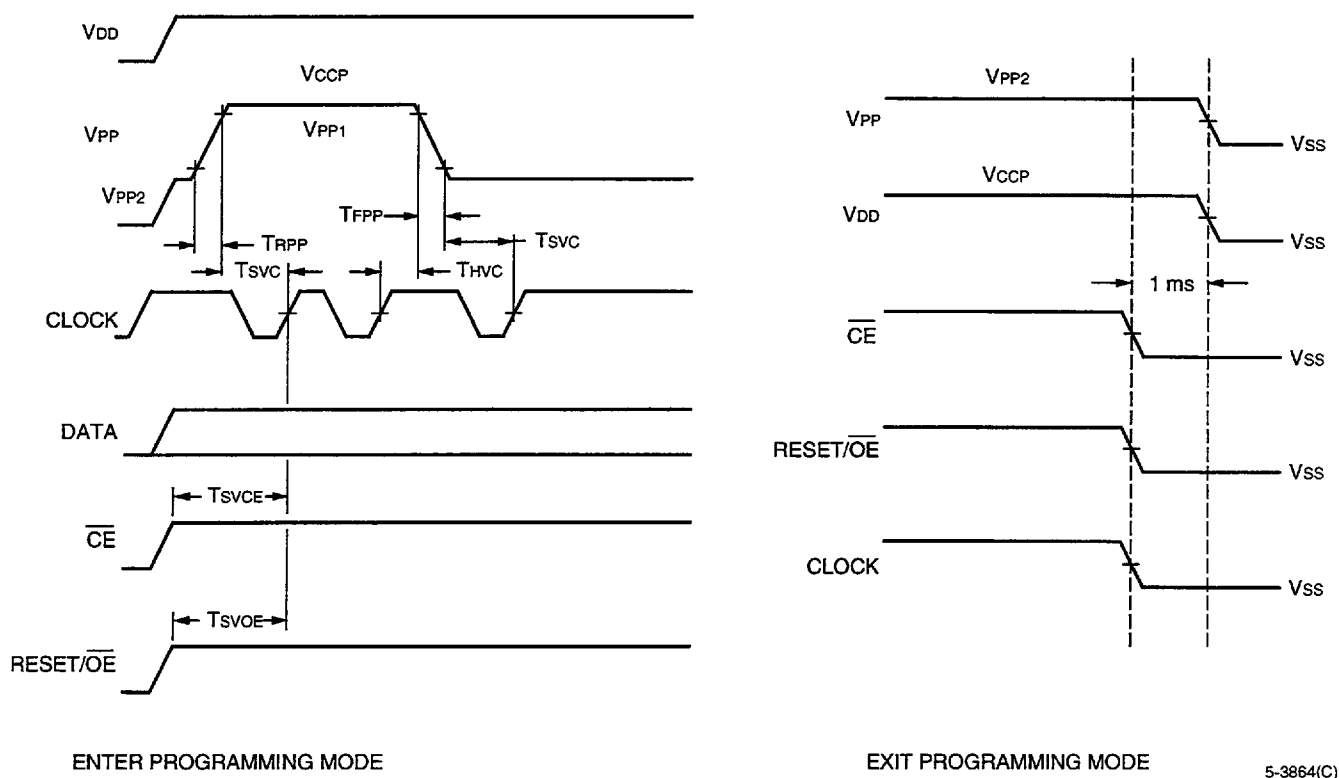 VDD
VCCP
VPP
VPP1
VPP2
TFPP
TRPP
TSVC
TSVC
THVC
CLOCK
DATA
TSVCE
CE
TSVOE
RESET/OE
ENTER PROGRAMMING MODE
VPP2
VPP
VSS
VCCP
VDD
VSS
1 ms
CE
VSS
RESET/OE
VSS
CLOCK
VSS
EXIT PROGRAMMING MODE
5-3864(C)